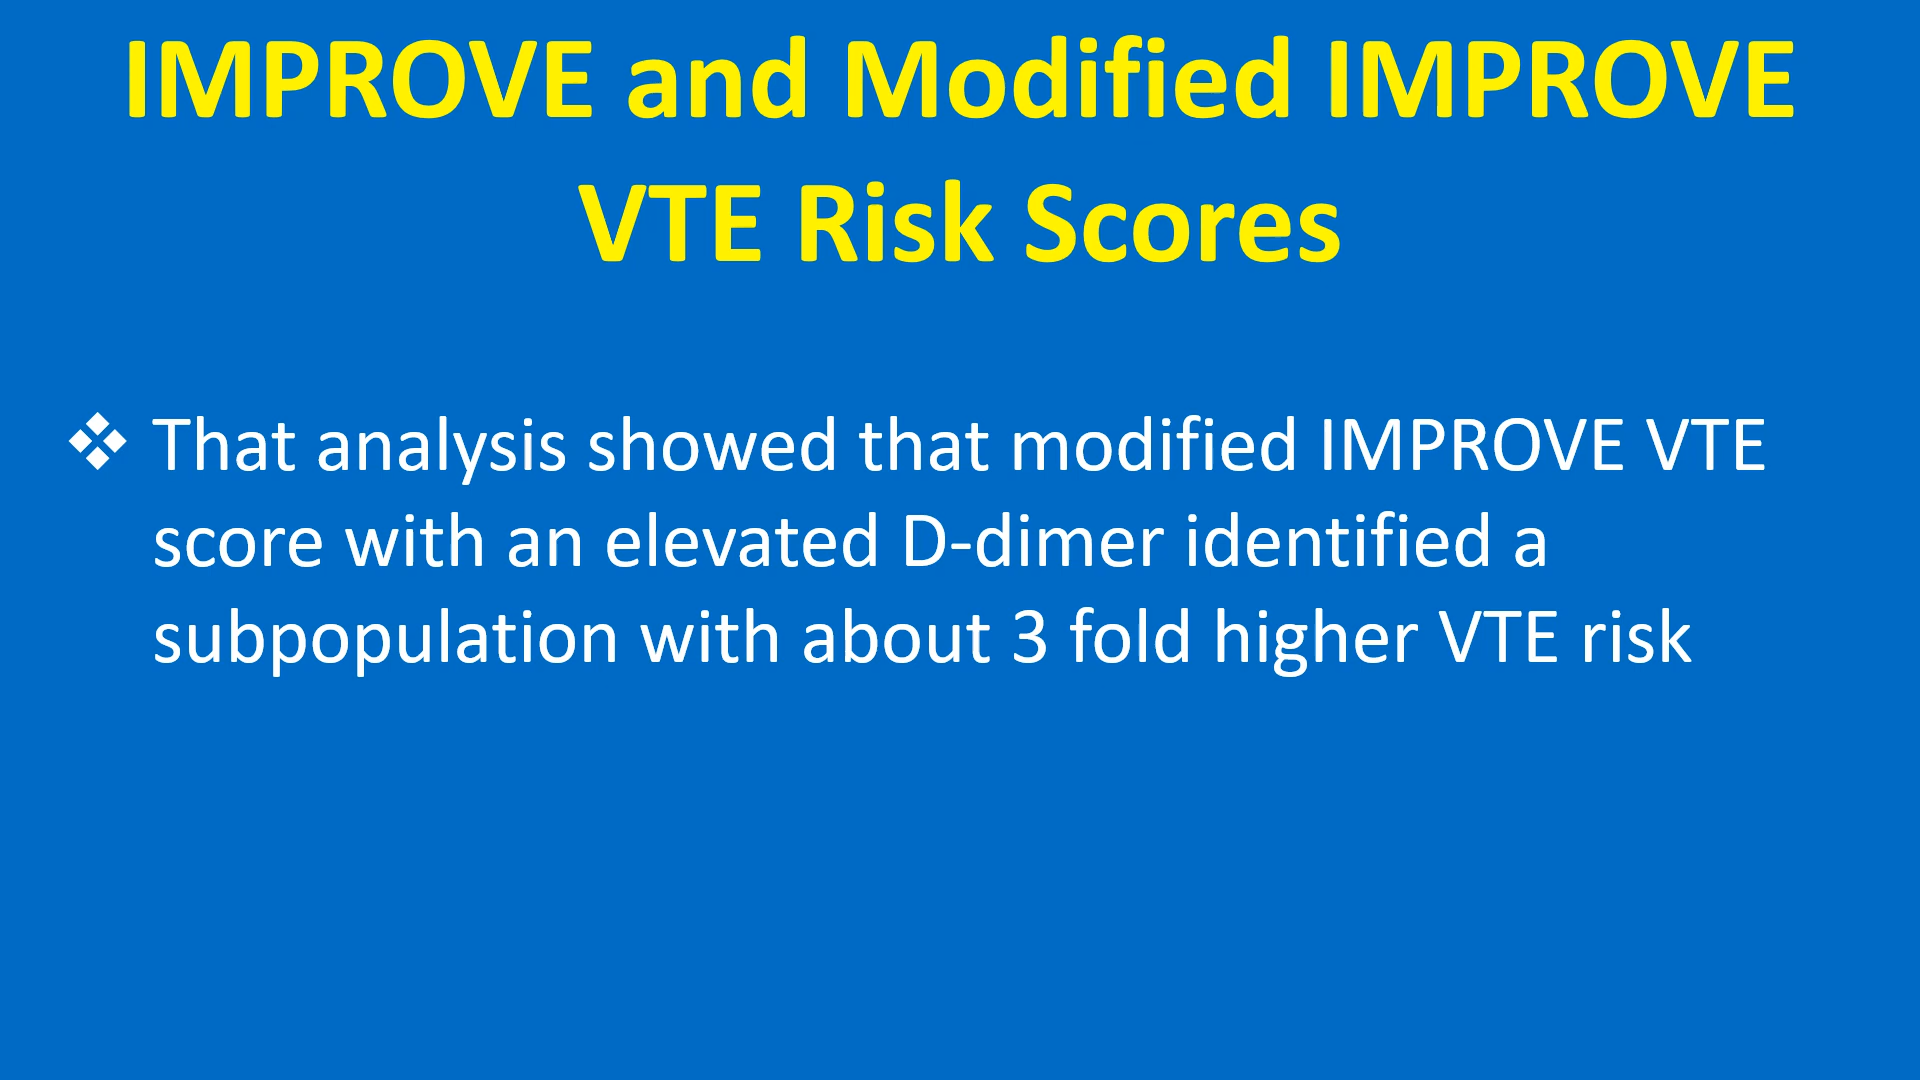 IMPROVE and Modified IMPROVE
VTE Risk Scores
❖ That analysis showed that modified IMPROVE VTE
score with an elevated D-dimer identified a
subpopulation with about 3 fold higher VTE risk